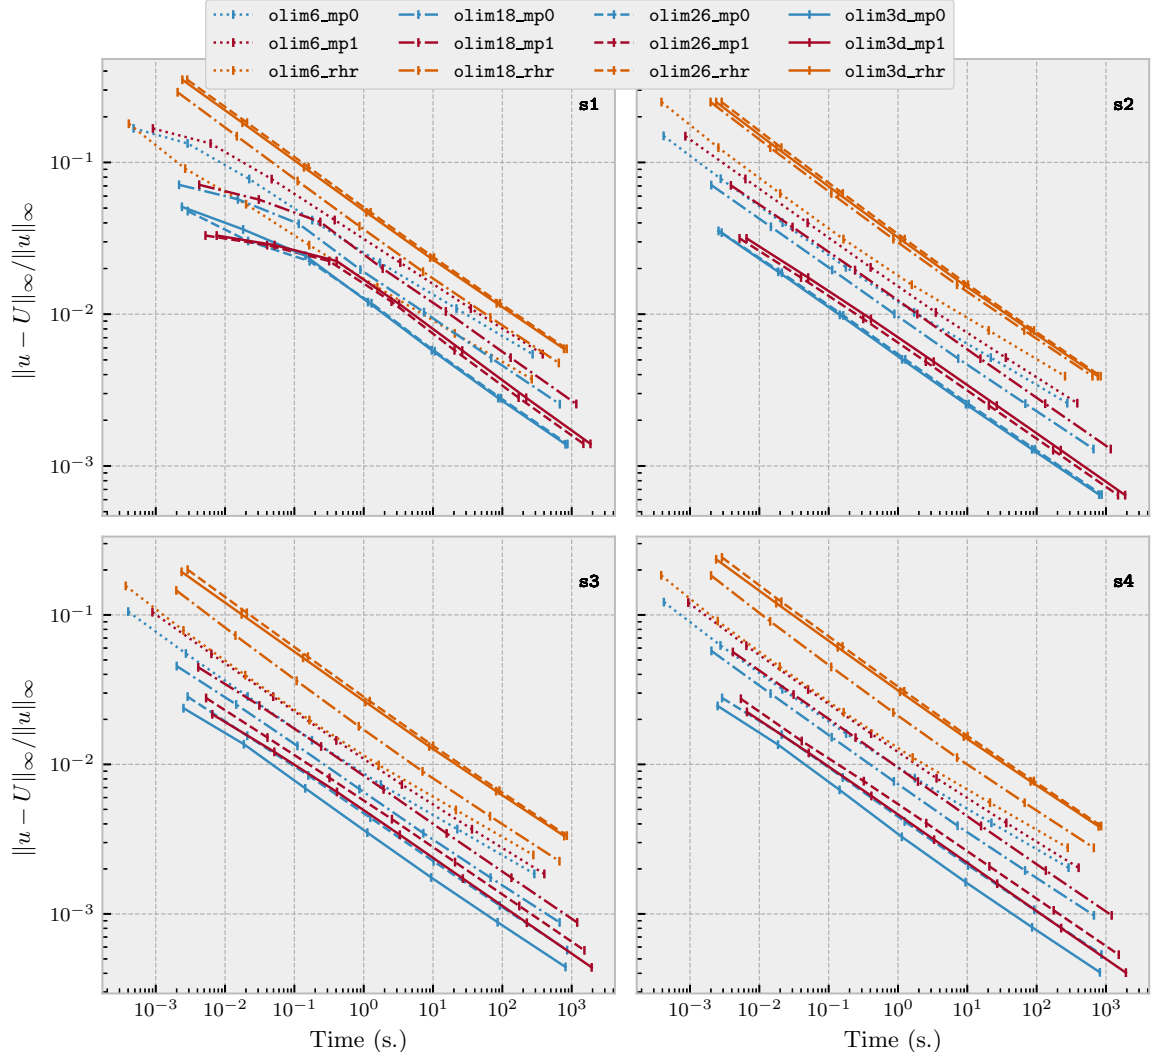 olim6_mp0 olim18_mp0 olim26_mp0 olim3d_mp0
olim6_mp1 olim18_mp1 olim26_mp1 olim3d_mp1
olim6_rhr olim18_rhr olim26_rhr olim3d_rhr
s1
s2
10⁻¹
10⁻²
10⁻³
‖u − U‖∞/‖u‖∞
s3
s4
10⁻¹
10⁻²
10⁻³
‖u − U‖∞/‖u‖∞
10⁻³ 10⁻² 10⁻¹ 10⁰ 10¹ 10² 10³
10⁻³ 10⁻² 10⁻¹ 10⁰ 10¹ 10² 10³
Time (s.)
Time (s.)